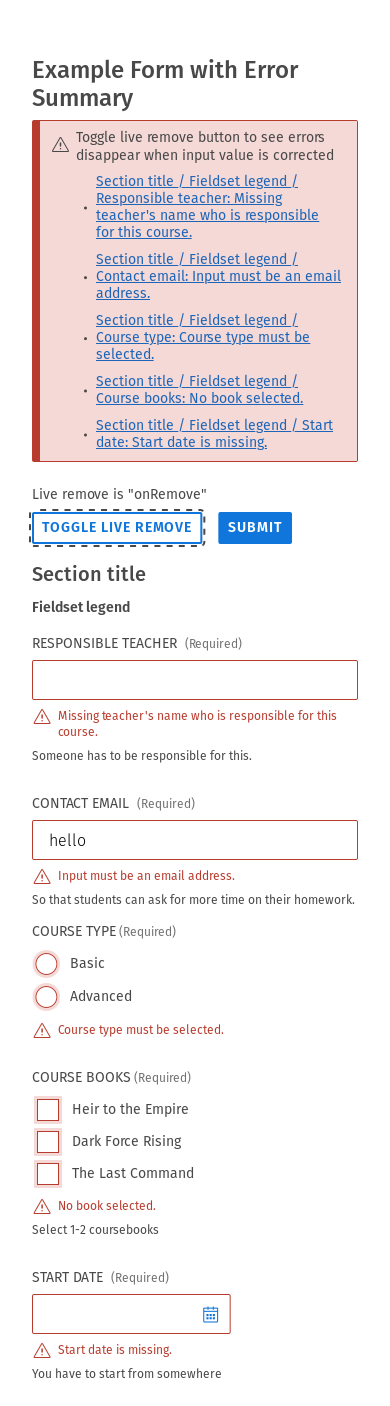 Example Form with Error
Summary
Toggle live remove button to see errors
disappear when input value is corrected
Section title / Fieldset legend /
Responsible teacher: Missing
teacher's name who is responsible
for this course.
Section title / Fieldset legend /
Contact email: Input must be an email
address.
Section title / Fieldset legend /
Course type: Course type must be
selected.
Section title / Fieldset legend /
Course books: No book selected.
Section title / Fieldset legend / Start
date: Start date is missing.
Live remove is "onRemove"
TOGGLE LIVE REMOVE SUBMIT
Section title
Fieldset legend
RESPONSIBLE TEACHER (Required)
Missing teacher's name who is responsible for this
course.
Someone has to be responsible for this.
CONTACT EMAIL (Required)
hello
Input must be an email address.
So that students can ask for more time on their homework.
COURSE TYPE (Required)
Basic
Advanced
Course type must be selected.
COURSE BOOKS (Required)
Heir to the Empire
Dark Force Rising
The Last Command
No book selected.
Select 1-2 coursebooks
START DATE (Required)
Start date is missing.
You have to start from somewhere